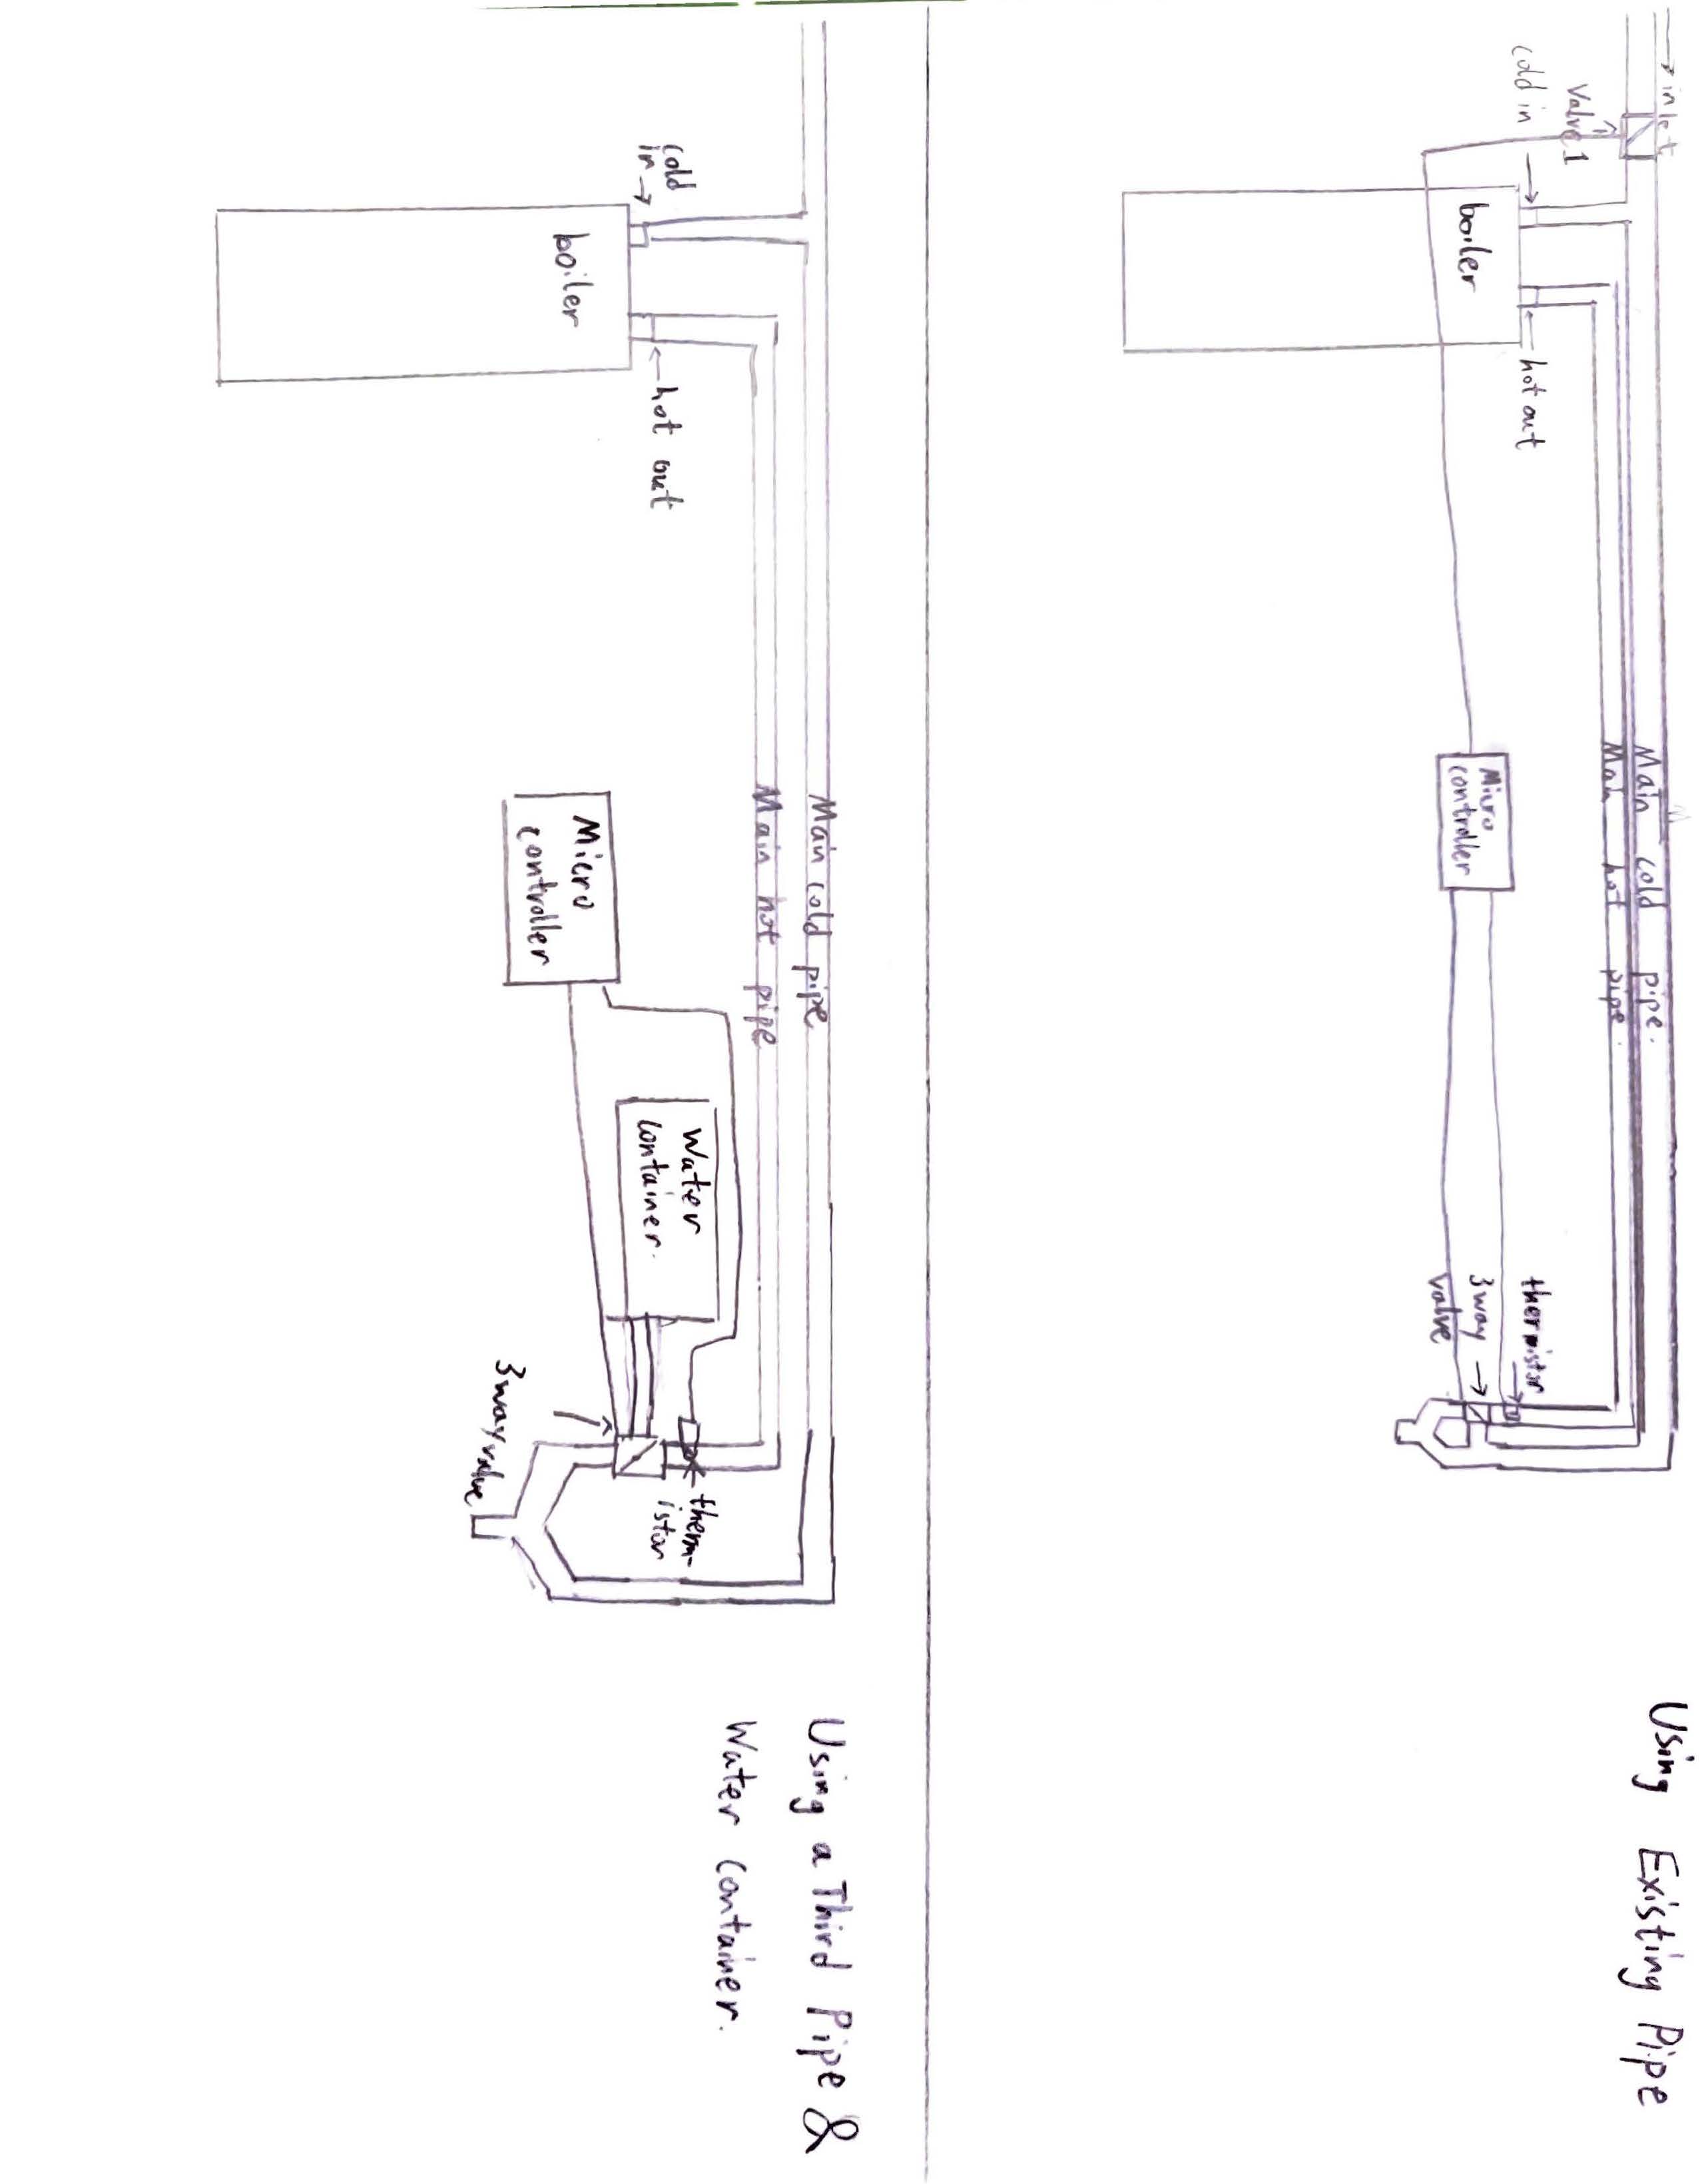 inlet
Main cold pipe.
Using Existing Pipe
Main hot pipe
Valve 1
cold in
hot out
thermistor
boiler
Micro
controller
3way
valve
Main cold pipe
Using a Third Pipe &
Main hot pipe
Water container.
cold
in
hot out
Water
container.
therm-
istor
boiler
Micro
controller
3way valve